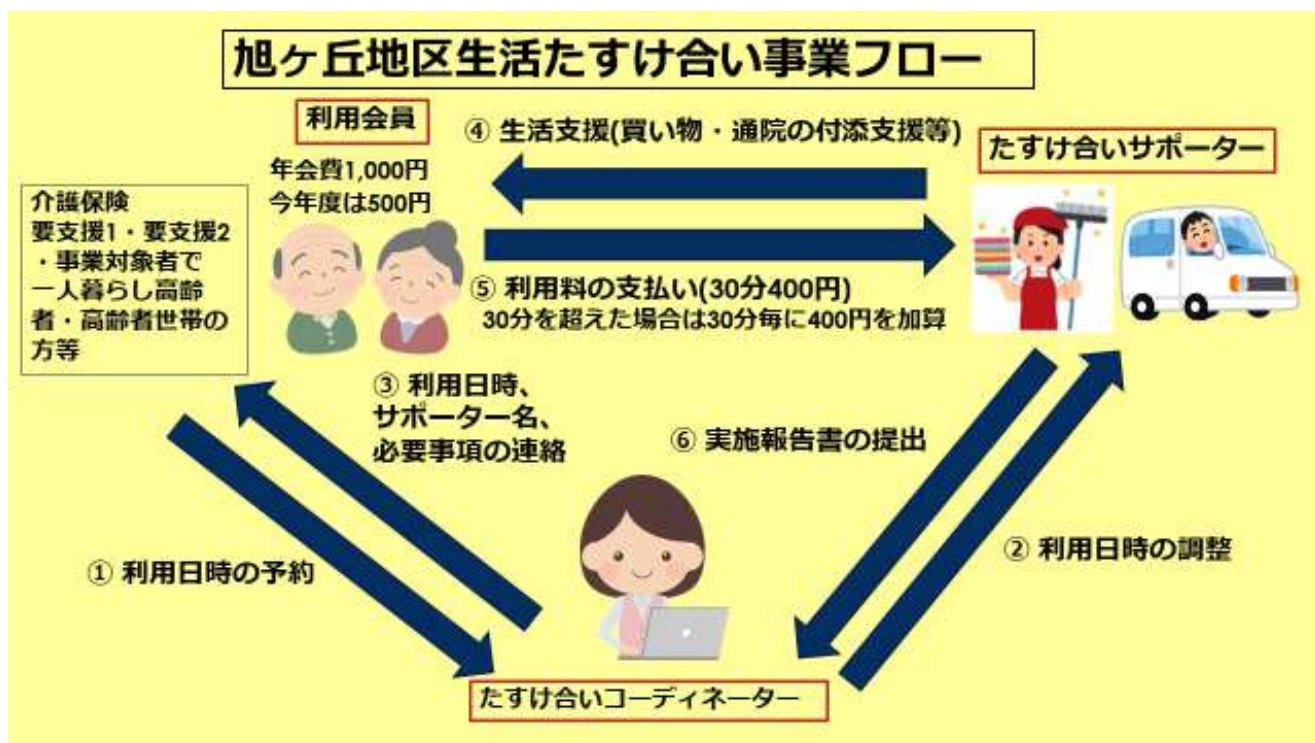 旭ヶ丘地区生活たすけ合い事業フロー
利用会員
年会費1,000円
今年度は500円
介護保険
要支援1・要支援2
・事業対象者で
一人暮らし高齢
者・高齢者世帯の
方等
④ 生活支援(買い物・通院の付添支援等)
たすけ合いサポーター
⑤ 利用料の支払い(30分400円)
30分を超えた場合は30分毎に400円を加算
③ 利用日時、
サポーター名、
必要事項の連絡
⑥ 実施報告書の提出
① 利用日時の予約
② 利用日時の調整
たすけ合いコーディネーター